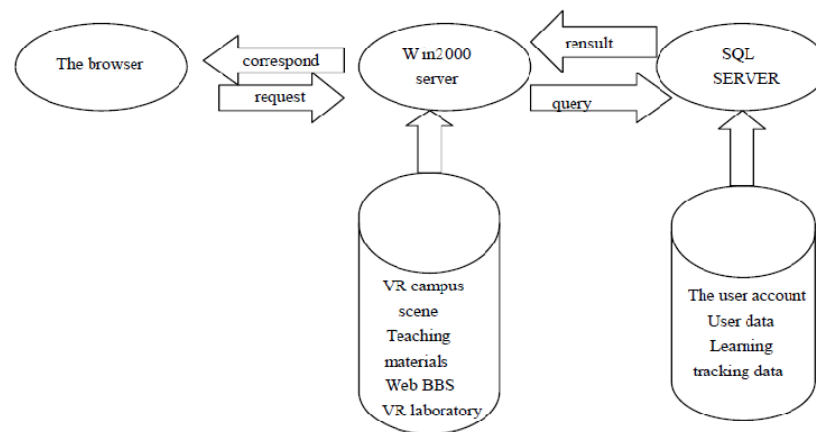 The browser
correspond
request
Win2000
server
rensult
query
SQL
SERVER
VR campus
scene
Teaching
materials
Web BBS
VR laboratory
The user account
User data
Learning
tracking data